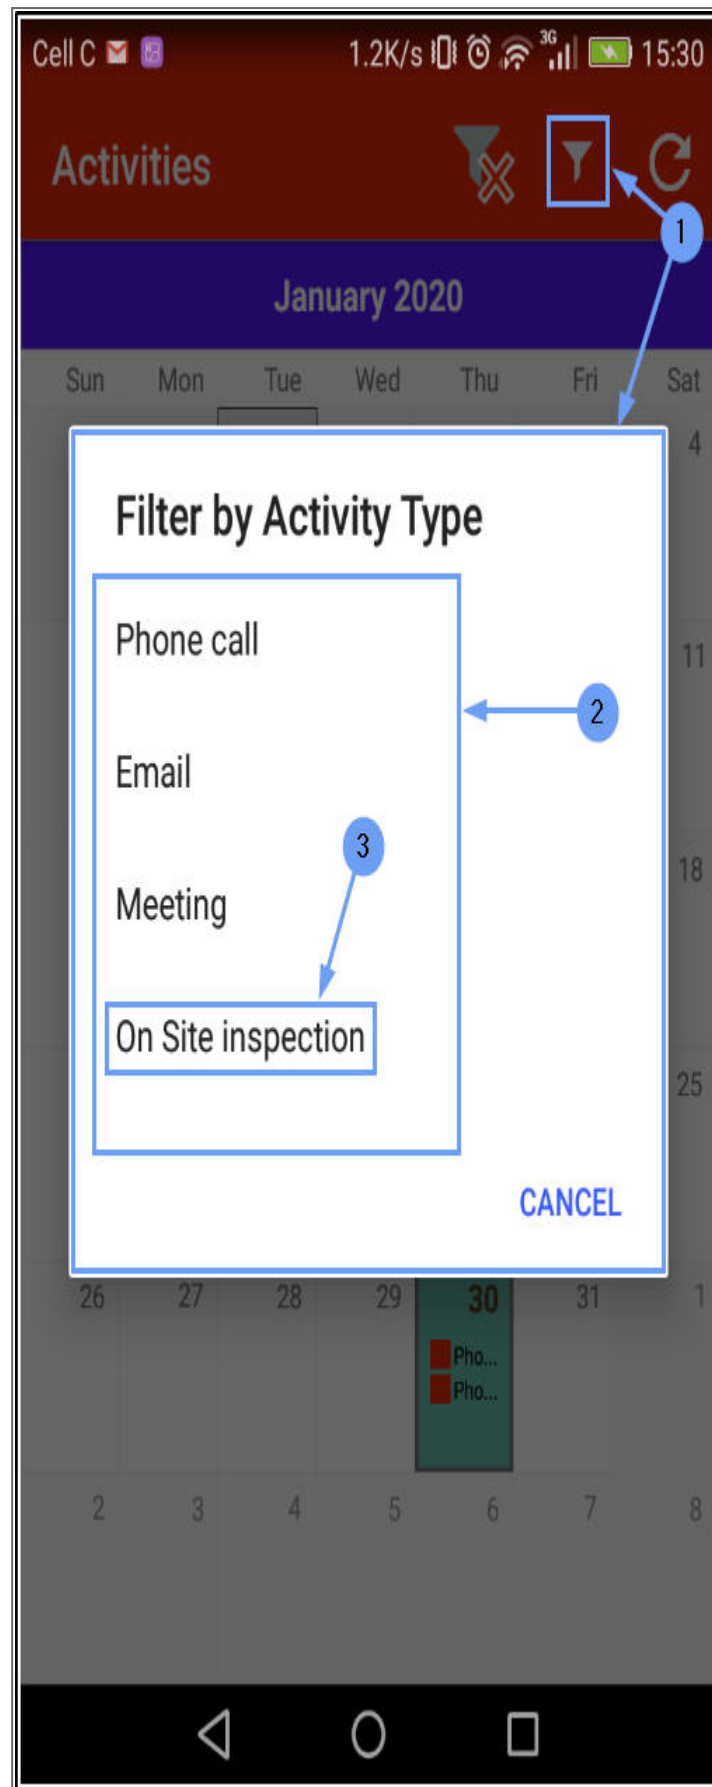 Cell C 1.2K/s 3G 15:30
Activities
1
January 2020
Sun Mon Tue Wed Thu Fri Sat
4
Filter by Activity Type
Phone call
11
2
Email
3
18
Meeting
On Site inspection
25
CANCEL
26 27 28 29 30 31 1
Pho...
Pho...
2 3 4 5 6 7 8